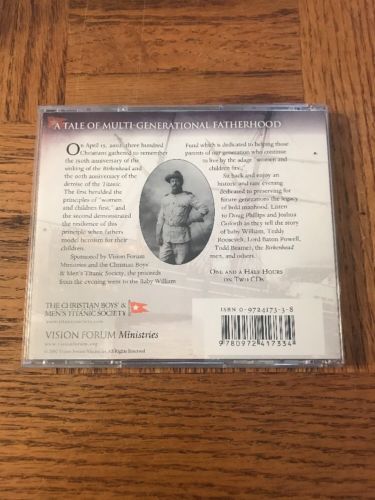 A TALE OF MULTI-GENERATIONAL FATHERHOOD
On April 15, 2002, three hundred
Christians gathered to remember
the 150th anniversary of the
sinking of the Birkenhead and
the 90th anniversary of the
demise of the Titanic.
The first heralded the
principles of "women
and children first," and
the second demonstrated
the resilience of this
principle when fathers
model heroism for their
children.
Sponsored by Vision Forum
Ministries and the Christian Boys'
& Men's Titanic Society, the proceeds
from the evening went to the Baby William
Fund which is dedicated to helping those
parents of our generation who continue
to live by the adage "women and
children first."
Sit back and enjoy an
historic and rare evening
dedicated to preserving for
future generations the legacy
of bold manhood. Listen
to Doug Phillips and Joshua
Goforth as they tell the story
of baby William, Teddy
Roosevelt, Lord Baden Powell,
Todd Beamer, the Birkenhead
men, and others.
One and a Half Hours
on Two CDs
THE CHRISTIAN BOYS' &
MEN'S TITANIC SOCIETY
VISION FORUM Ministries
www.visionforum.org
All Rights Reserved
ISBN 0-9724173-3-8
9 780972 417334